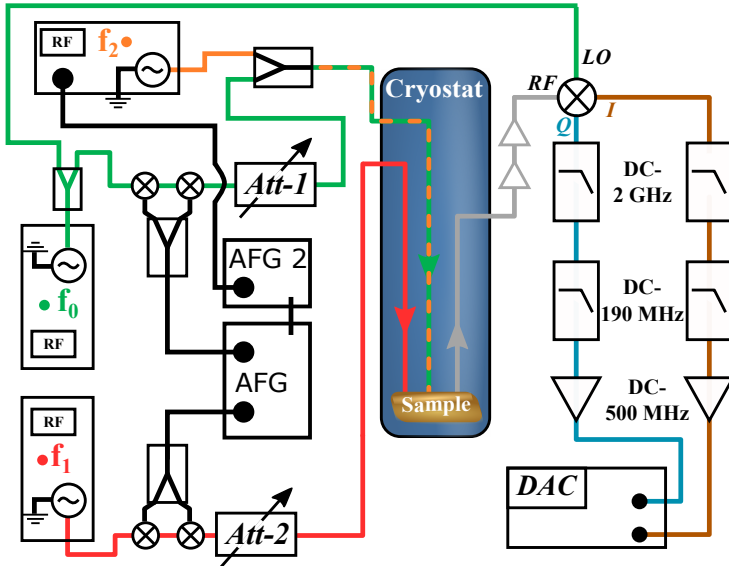 RF
f2
Cryostat
LO
RF
I
Q
DC-
2 GHz
Att-1
AFG 2
f0
RF
DC-
190 MHz
AFG
DC-
500 MHz
Sample
RF
f1
DAC
Att-2